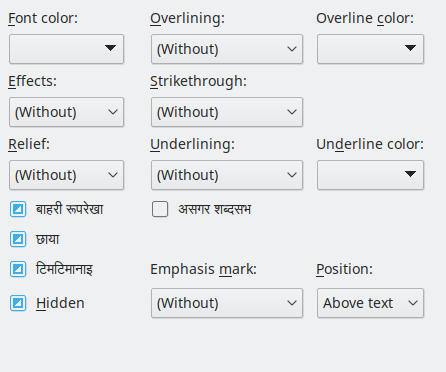 Font color: Overlining: Overline color:
(Without)
Effects: Strikethrough:
(Without) (Without)
Relief: Underlining: Underline color:
(Without) (Without)
बाहरी रूपरेखा असगर शब्दसभ
छाया
टिमटिमानाइ Emphasis mark: Position:
Hidden (Without) Above text